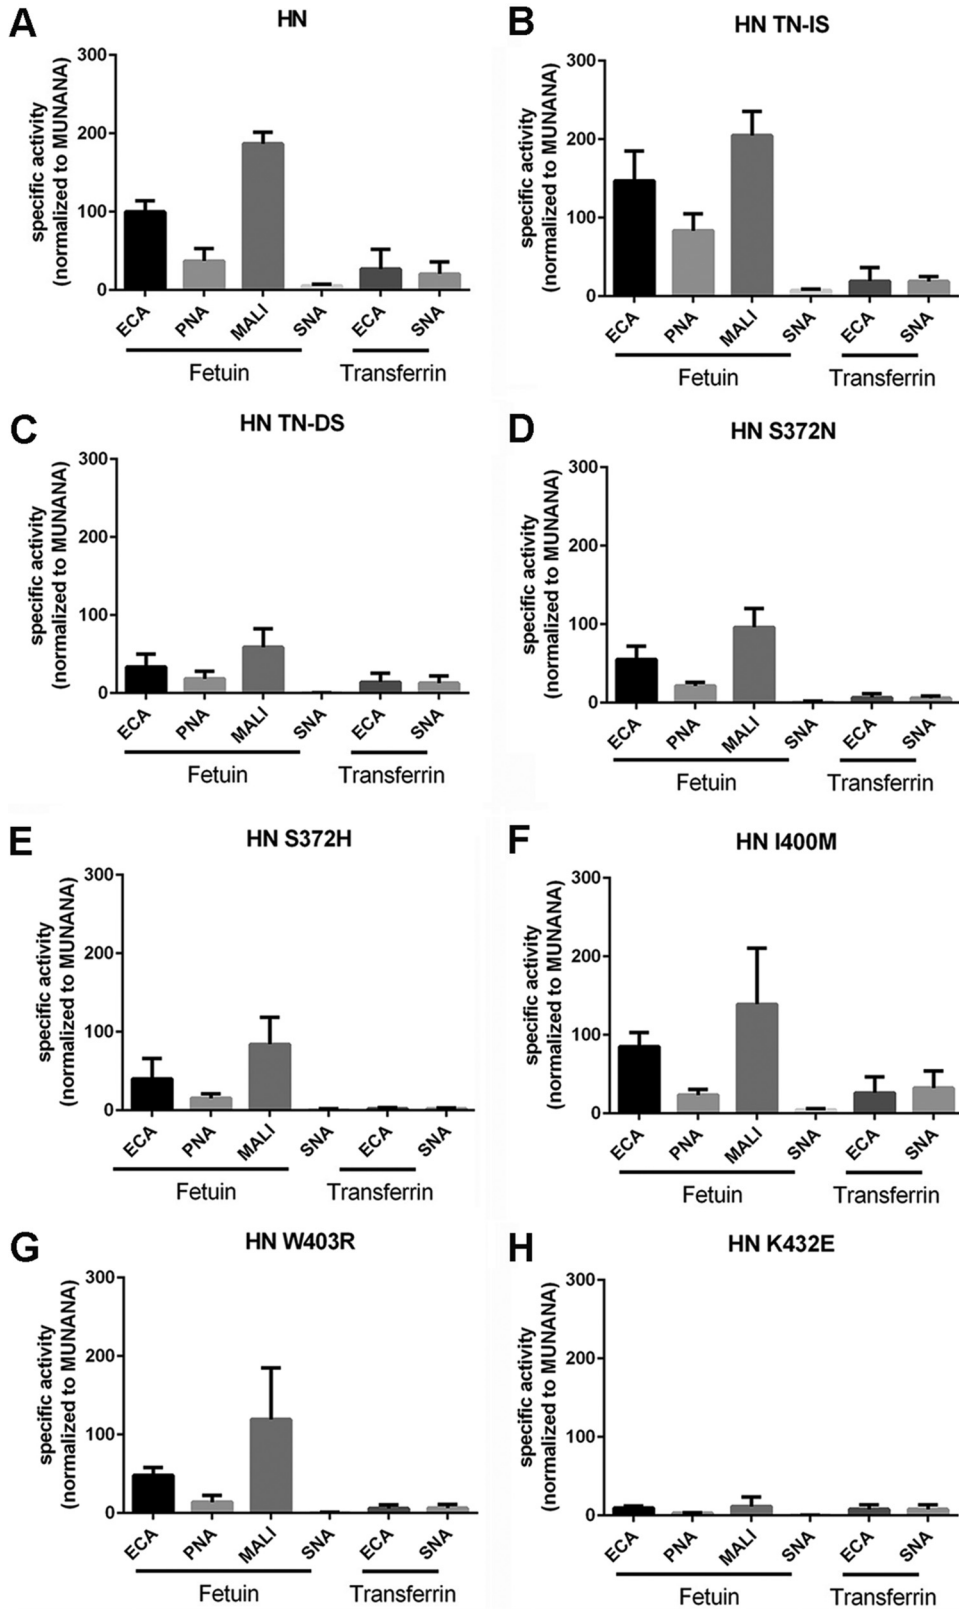 A
HN
specific activity
(normalized to MUNANA)
300
200
100
0
ECA
PNA
MALI
SNA
ECA
SNA
Fetuin
Transferrin
B
HN TN-IS
specific activity
(normalized to MUNANA)
300
200
100
0
ECA
PNA
MALI
SNA
ECA
SNA
Fetuin
Transferrin
C
HN TN-DS
specific activity
(normalized to MUNANA)
300
200
100
0
ECA
PNA
MALI
SNA
ECA
SNA
Fetuin
Transferrin
D
HN S372N
specific activity
(normalized to MUNANA)
300
200
100
0
ECA
PNA
MALI
SNA
ECA
SNA
Fetuin
Transferrin
E
HN S372H
specific activity
(normalized to MUNANA)
300
200
100
0
ECA
PNA
MALI
SNA
ECA
SNA
Fetuin
Transferrin
F
HN I400M
specific activity
(normalized to MUNANA)
300
200
100
0
ECA
PNA
MALI
SNA
ECA
SNA
Fetuin
Transferrin
G
HN W403R
specific activity
(normalized to MUNANA)
300
200
100
0
ECA
PNA
MALI
SNA
ECA
SNA
Fetuin
Transferrin
H
HN K432E
specific activity
(normalized to MUNANA)
300
200
100
0
ECA
PNA
MALI
SNA
ECA
SNA
Fetuin
Transferrin